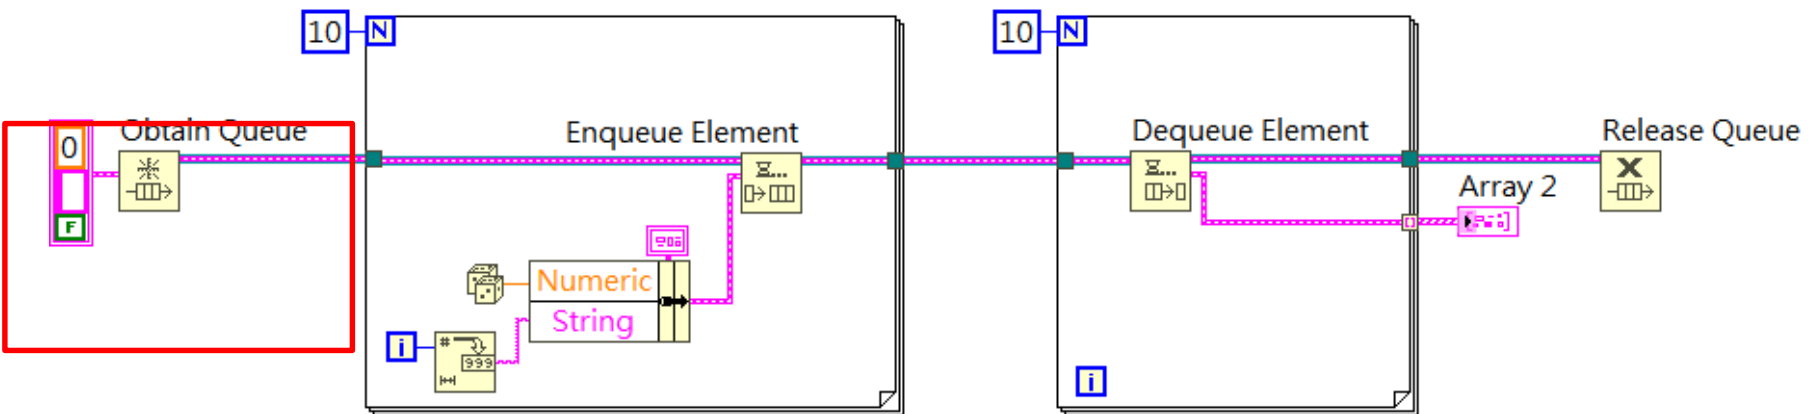 10
N
10
N
0
Obtain Queue
Enqueue Element
Dequeue Element
Release Queue
F
Array 2
Numeric
String
i
#
999
i